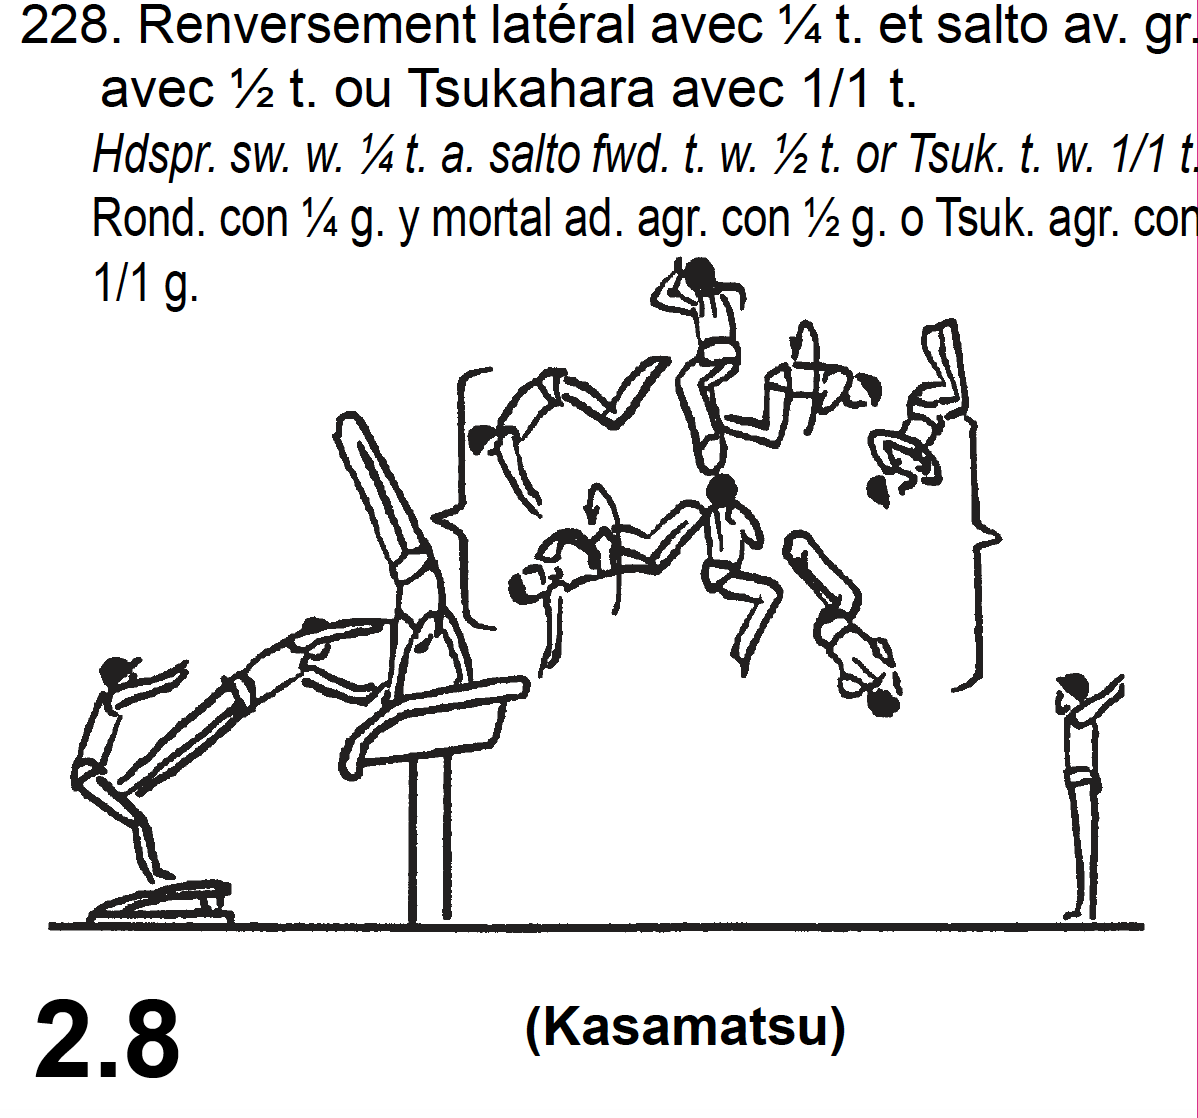 228. Renversement latéral avec ¼ t. et salto av. gr.
avec ½ t. ou Tsukahara avec 1/1 t.
Hdspr. sw. w. ¼ t. a. salto fwd. t. w. ½ t. or Tsuk. t. w. 1/1 t.
Rond. con ¼ g. y mortal ad. agr. con ½ g. o Tsuk. agr. con
1/1 g.
2.8
(Kasamatsu)